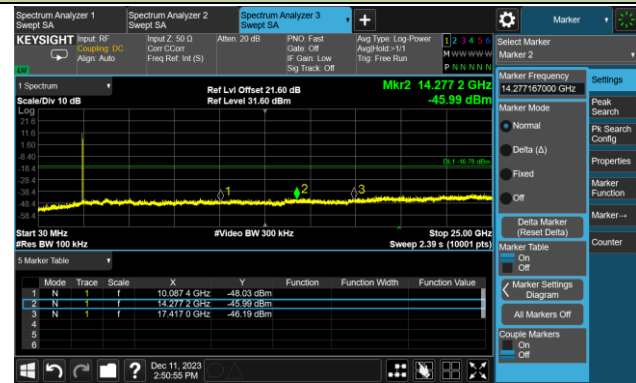 Spectrum Analyzer 1
Swept SA
Spectrum Analyzer 2
Swept SA
Spectrum Analyzer 3
Swept SA
Marker
KEYSIGHT
Input: RF
Coupling: DC
Align: Auto
Input Z: 50 Ω
Corr CCorr
Freq Ref: Int (S)
Atten: 20 dB
PNO: Fast
Gate: Off
IF Gain: Low
Sig Track: Off
Avg Type: Log-Power
Avg|Hold:>1/1
Trig: Free Run
1 2 3 4 5 6
M W W W W W
P N N N N N
Select Marker
Marker 2
1 Spectrum
Scale/Div 10 dB
Ref Lvl Offset 21.60 dB
Ref Level 31.60 dBm
Mkr2 14.277 2 GHz
-45.99 dBm
Log
21.6
11.6
1.60
-8.40
-18.4
-28.4
-38.4
-48.4
-58.4
DL1 -16.78 dBm
1
2
3
Start 30 MHz
#Res BW 100 kHz
#Video BW 300 kHz
Stop 25.00 GHz
Sweep 2.39 s (10001 pts)
5 Marker Table
Mode Trace Scale X Y Function Function Width Function Value
1 N 1 f 10.087 4 GHz -48.03 dBm
2 N 1 f 14.277 2 GHz -45.99 dBm
3 N 1 f 17.417 0 GHz -46.19 dBm
4
5
6
Marker Frequency
14.277167000 GHz
Marker Mode
Normal
Delta (Δ)
Fixed
Off
Delta Marker
(Reset Delta)
Marker Table
On
Off
Marker Settings
Diagram
All Markers Off
Couple Markers
On
Off
Settings
Peak
Search
Pk Search
Config
Properties
Marker
Function
Marker→
Counter
?
Dec 11, 2023
2:50:55 PM